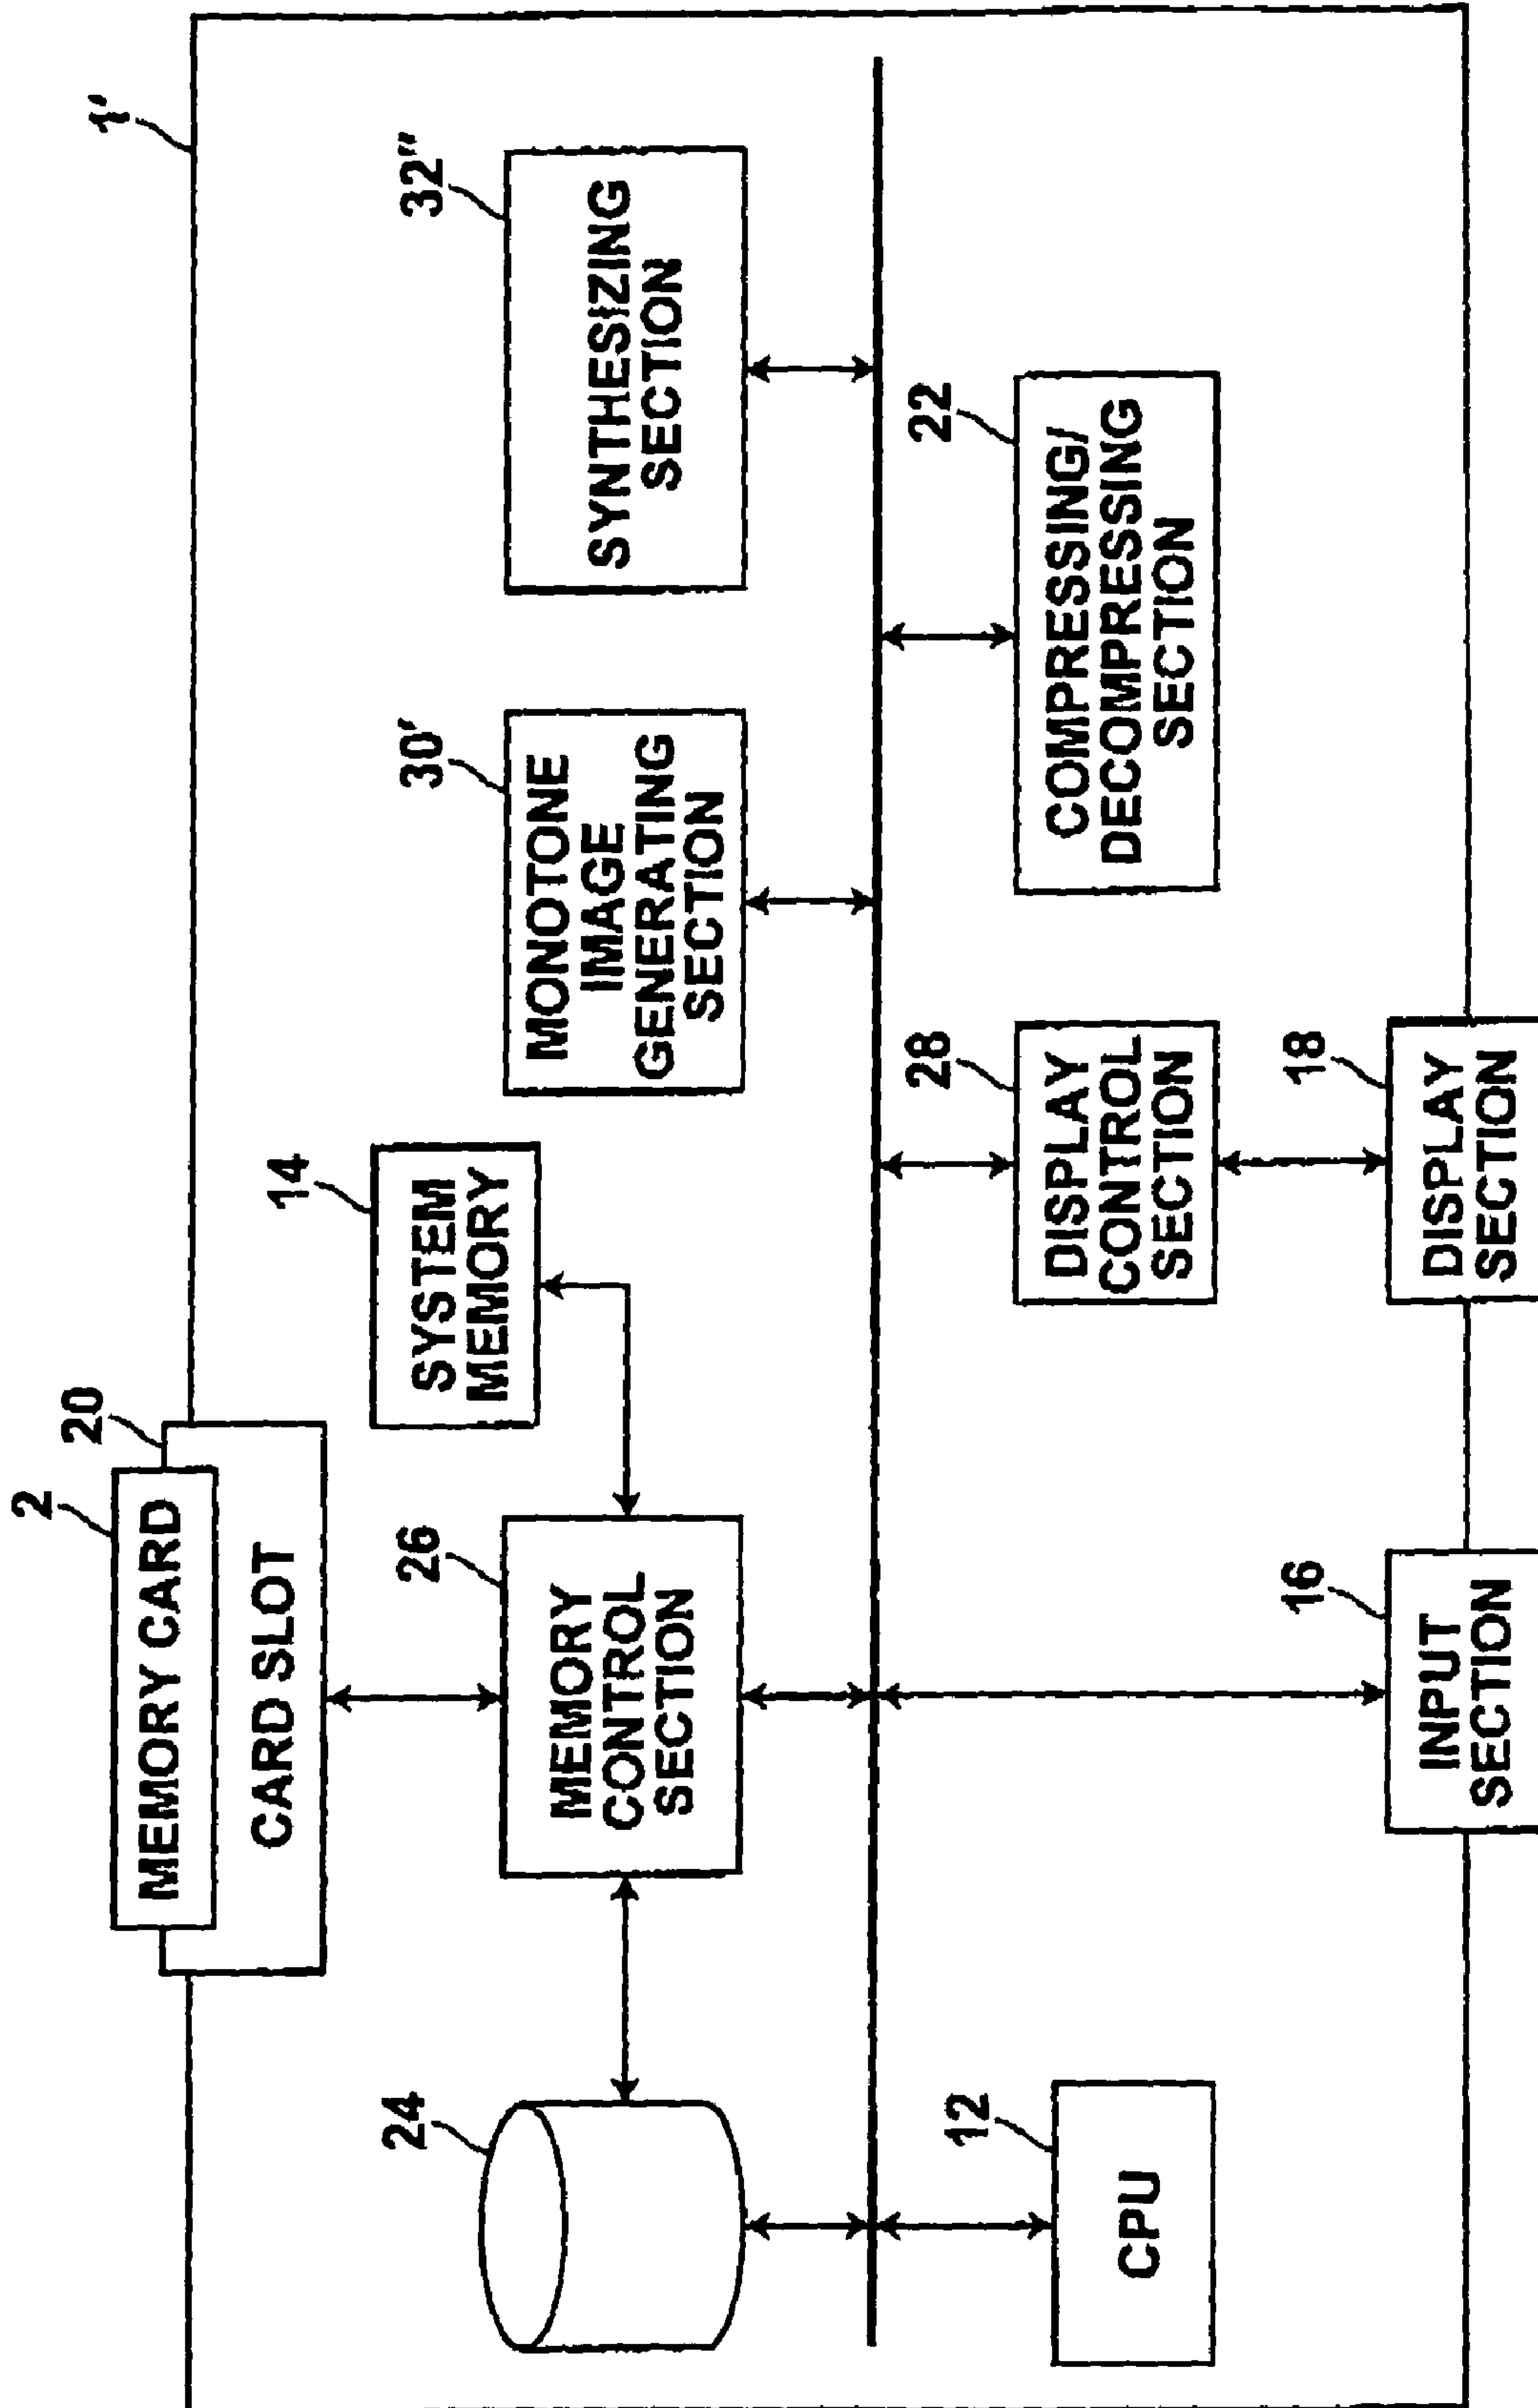 1'
2
MEMORY CARD
20
CARD SLOT
14
SYSTEM
MEMORY
24
26
MEMORY
CONTROL
SECTION
30'
MONOTONE
IMAGE
GENERATING
SECTION
32"
SYNTHESIZING
SECTION
12
CPU
28
DISPLAY
CONTROL
SECTION
22
COMPRESSING/
DECOMPRESSING
SECTION
16
INPUT
SECTION
18
DISPLAY
SECTION